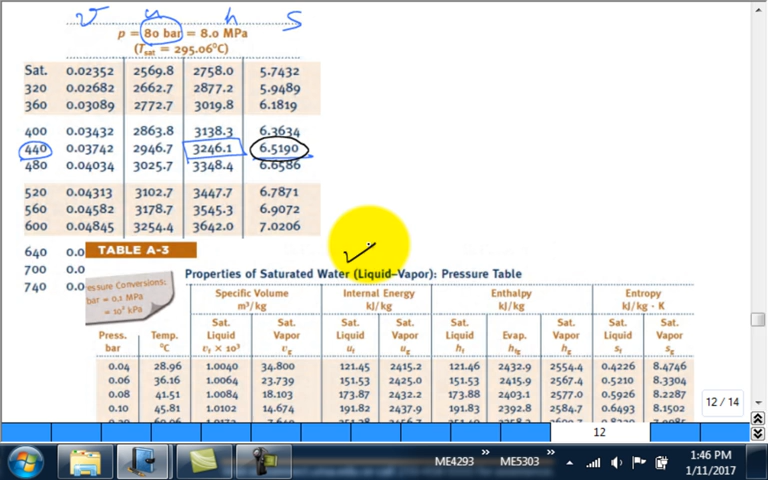 v u h s
p = 80 bar = 8.0 MPa
(Tsat = 295.06°C)
Sat. 0.02352 2569.8 2758.0 5.7432
320 0.02682 2662.7 2877.2 5.9489
360 0.03089 2772.7 3019.8 6.1819
400 0.03432 2863.8 3138.3 6.3634
440 0.03742 2946.7 3246.1 6.5190
480 0.04034 3025.7 3348.4 6.6586
520 0.04313 3102.7 3447.7 6.7871
560 0.04582 3178.7 3545.3 6.9072
600 0.04845 3254.4 3642.0 7.0206
640 0.0
700 0.0
740 0.0
TABLE A-3
Properties of Saturated Water (Liquid–Vapor): Pressure Table
essure Conversions:
bar = 0.1 MPa
= 10² kPa
Specific Volume Internal Energy Enthalpy Entropy
m³/kg kJ/kg kJ/kg kJ/kg · K
Sat. Sat. Sat. Sat. Sat. Sat. Sat. Sat.
Press. Temp. Liquid Vapor Liquid Vapor Liquid Evap. Vapor Liquid Vapor
bar °C vf × 10³ vg uf ug hf hfg hg sf sg
0.04 28.96 1.0040 34.800 121.45 2415.2 121.46 2432.9 2554.4 0.4226 8.4746
0.06 36.16 1.0064 23.739 151.53 2425.0 151.53 2415.9 2567.4 0.5210 8.3304
0.08 41.51 1.0084 18.103 173.87 2432.2 173.88 2403.1 2577.0 0.5926 8.2287
0.10 45.81 1.0102 14.674 191.82 2437.9 191.83 2392.8 2584.7 0.6493 8.1502
12 / 14
12
ME4293 » ME5303 »
1:46 PM
1/11/2017